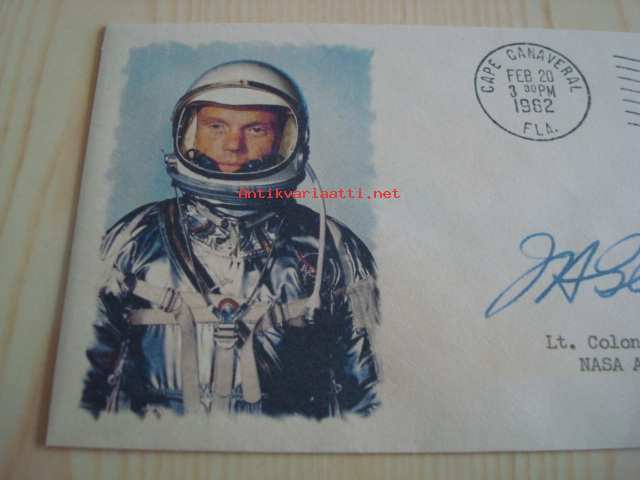 CAPE CANAVERAL
FEB 20
3 30PM
1962
FLA.
Antikvariaatti.net
Lt. Colon
NASA A